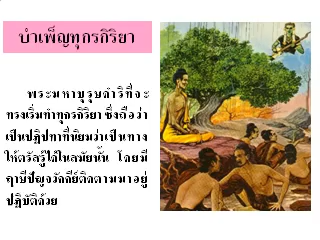 บำเพ็ญทุกรกิริยา
พระมหาบุรุษดำริที่จะ
ทรงเริ่มทำทุกรกิริยา ซึ่งถือว่า
เป็นปฏิปทาที่นิยมว่าเป็นทาง
ให้ตรัสรู้ได้ในสมัยนั้น โดยมี
ฤาษีปัญจวัคคีย์ติดตามมาอยู่
ปฏิบัติด้วย